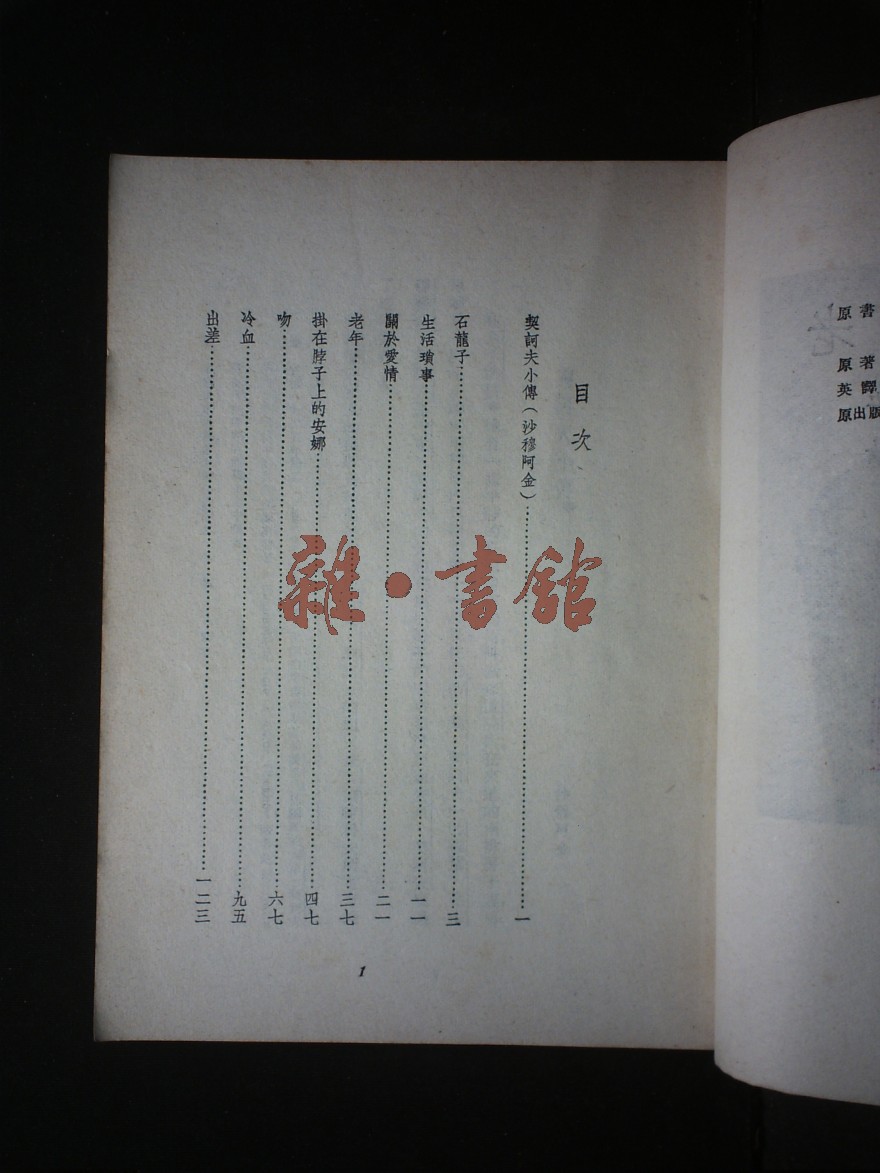 原書
原著
英譯
原出版
目次
契訶夫小傳(沙穆阿金)……一
石龍子……三
生活瑣事……一一
關於愛情……二一
老年……三七
掛在脖子上的安娜……四七
吻……六七
冷血……九五
出差……一二三
1
雜·書館